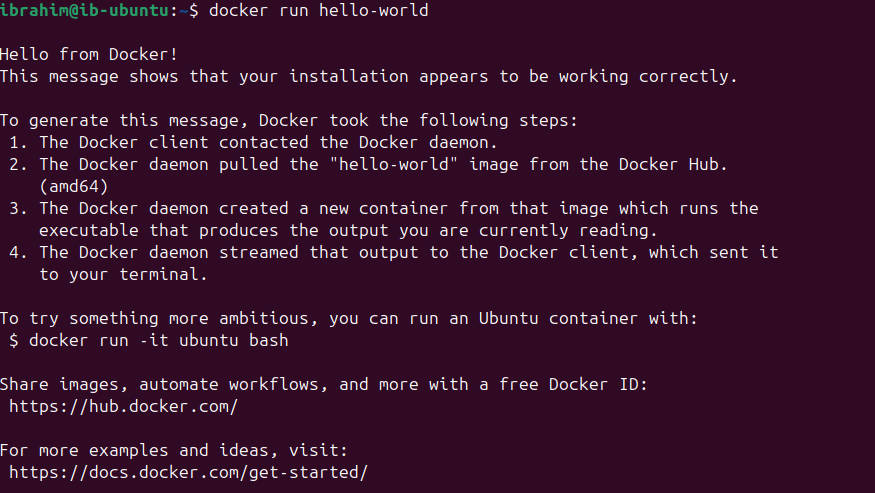 ibrahim@ib-ubuntu:~$ docker run hello-world
Hello from Docker!
This message shows that your installation appears to be working correctly.
To generate this message, Docker took the following steps:
1. The Docker client contacted the Docker daemon.
2. The Docker daemon pulled the "hello-world" image from the Docker Hub.
(amd64)
3. The Docker daemon created a new container from that image which runs the
executable that produces the output you are currently reading.
4. The Docker daemon streamed that output to the Docker client, which sent it
to your terminal.
To try something more ambitious, you can run an Ubuntu container with:
$ docker run -it ubuntu bash
Share images, automate workflows, and more with a free Docker ID:
https://hub.docker.com/
For more examples and ideas, visit:
https://docs.docker.com/get-started/